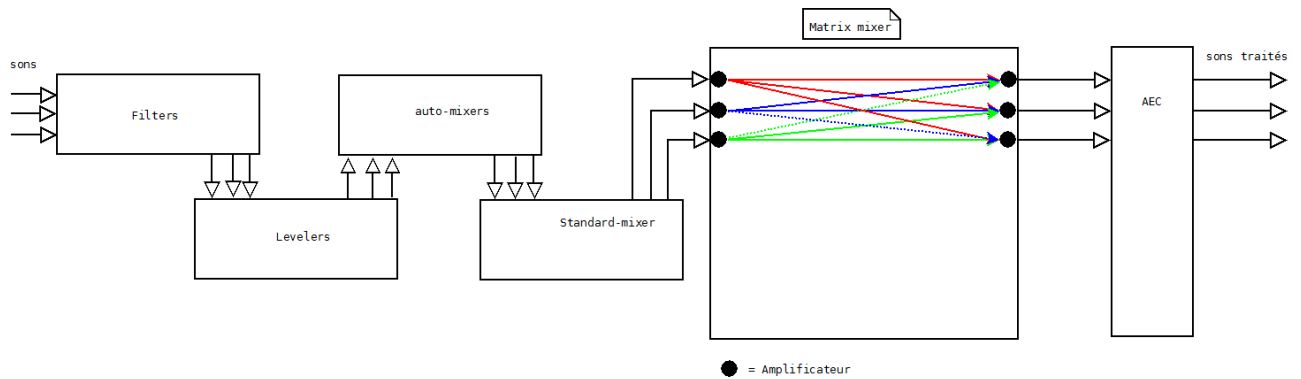 Matrix mixer
sons
Filters
auto-mixers
Levelers
Standard-mixer
AEC
sons traités
= Amplificateur